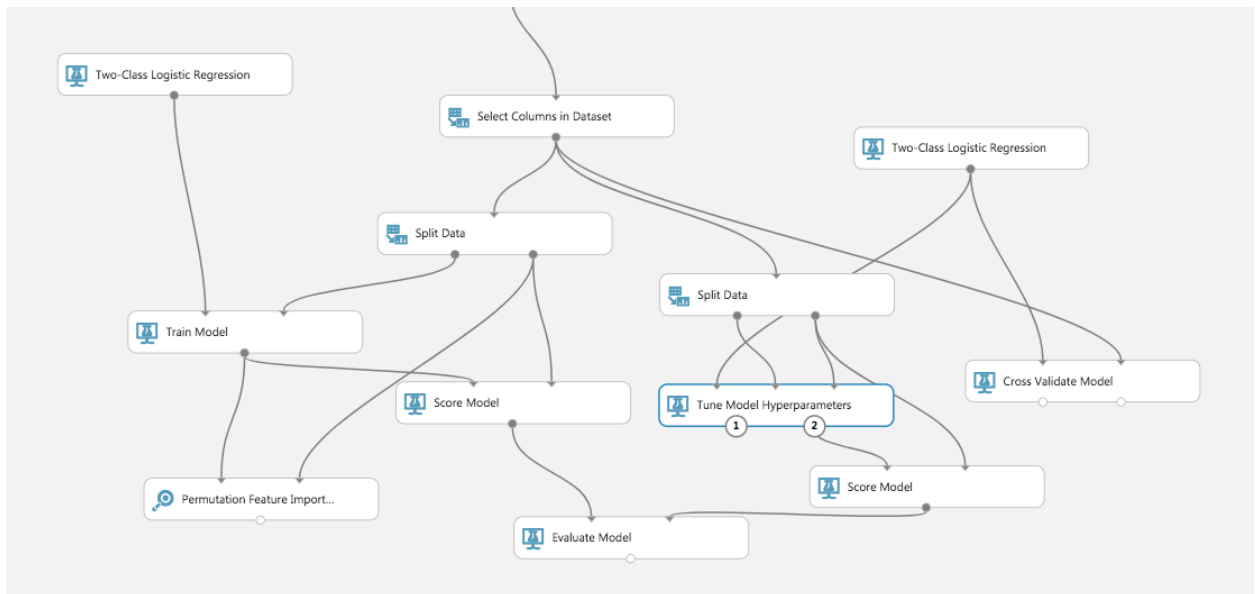 Two-Class Logistic Regression
Select Columns in Dataset
Two-Class Logistic Regression
Split Data
Split Data
Train Model
Cross Validate Model
Score Model
Tune Model Hyperparameters
1
2
Score Model
Permutation Feature Import...
Evaluate Model